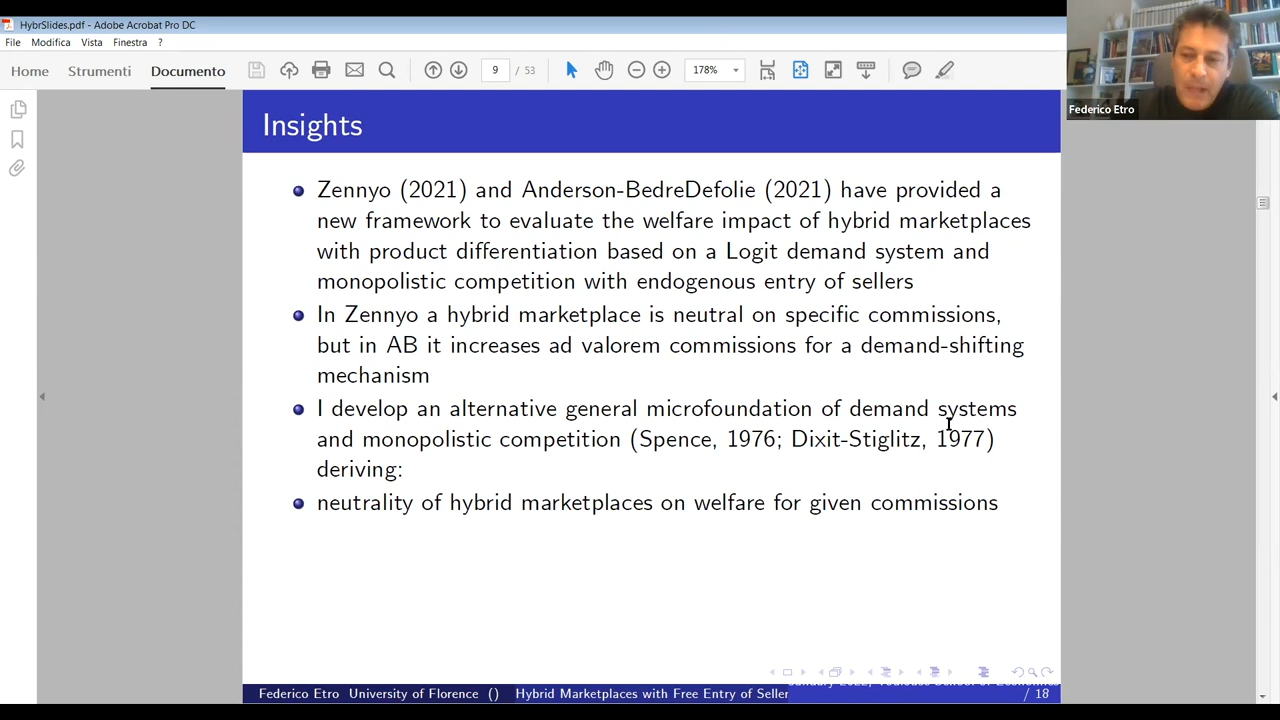 HybrSlides.pdf - Adobe Acrobat Pro DC
File Modifica Vista Finestra ?
Home Strumenti Documento 9 / 53 178%
Federico Etro
Insights
Zennyo (2021) and Anderson-BedreDefolie (2021) have provided a
new framework to evaluate the welfare impact of hybrid marketplaces
with product differentiation based on a Logit demand system and
monopolistic competition with endogenous entry of sellers
In Zennyo a hybrid marketplace is neutral on specific commissions,
but in AB it increases ad valorem commissions for a demand-shifting
mechanism
I develop an alternative general microfoundation of demand systems
and monopolistic competition (Spence, 1976; Dixit-Stiglitz, 1977)
deriving:
neutrality of hybrid marketplaces on welfare for given commissions
Federico Etro University of Florence () Hybrid Marketplaces with Free Entry of Seller
/ 18